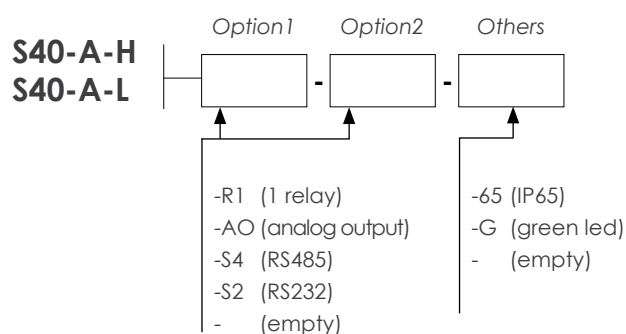 Option1 Option2 Others
S40-A-H
S40-A-L
- -
-R1 (1 relay)
-AO (analog output)
-S4 (RS485)
-S2 (RS232)
- (empty)
-65 (IP65)
-G (green led)
- (empty)